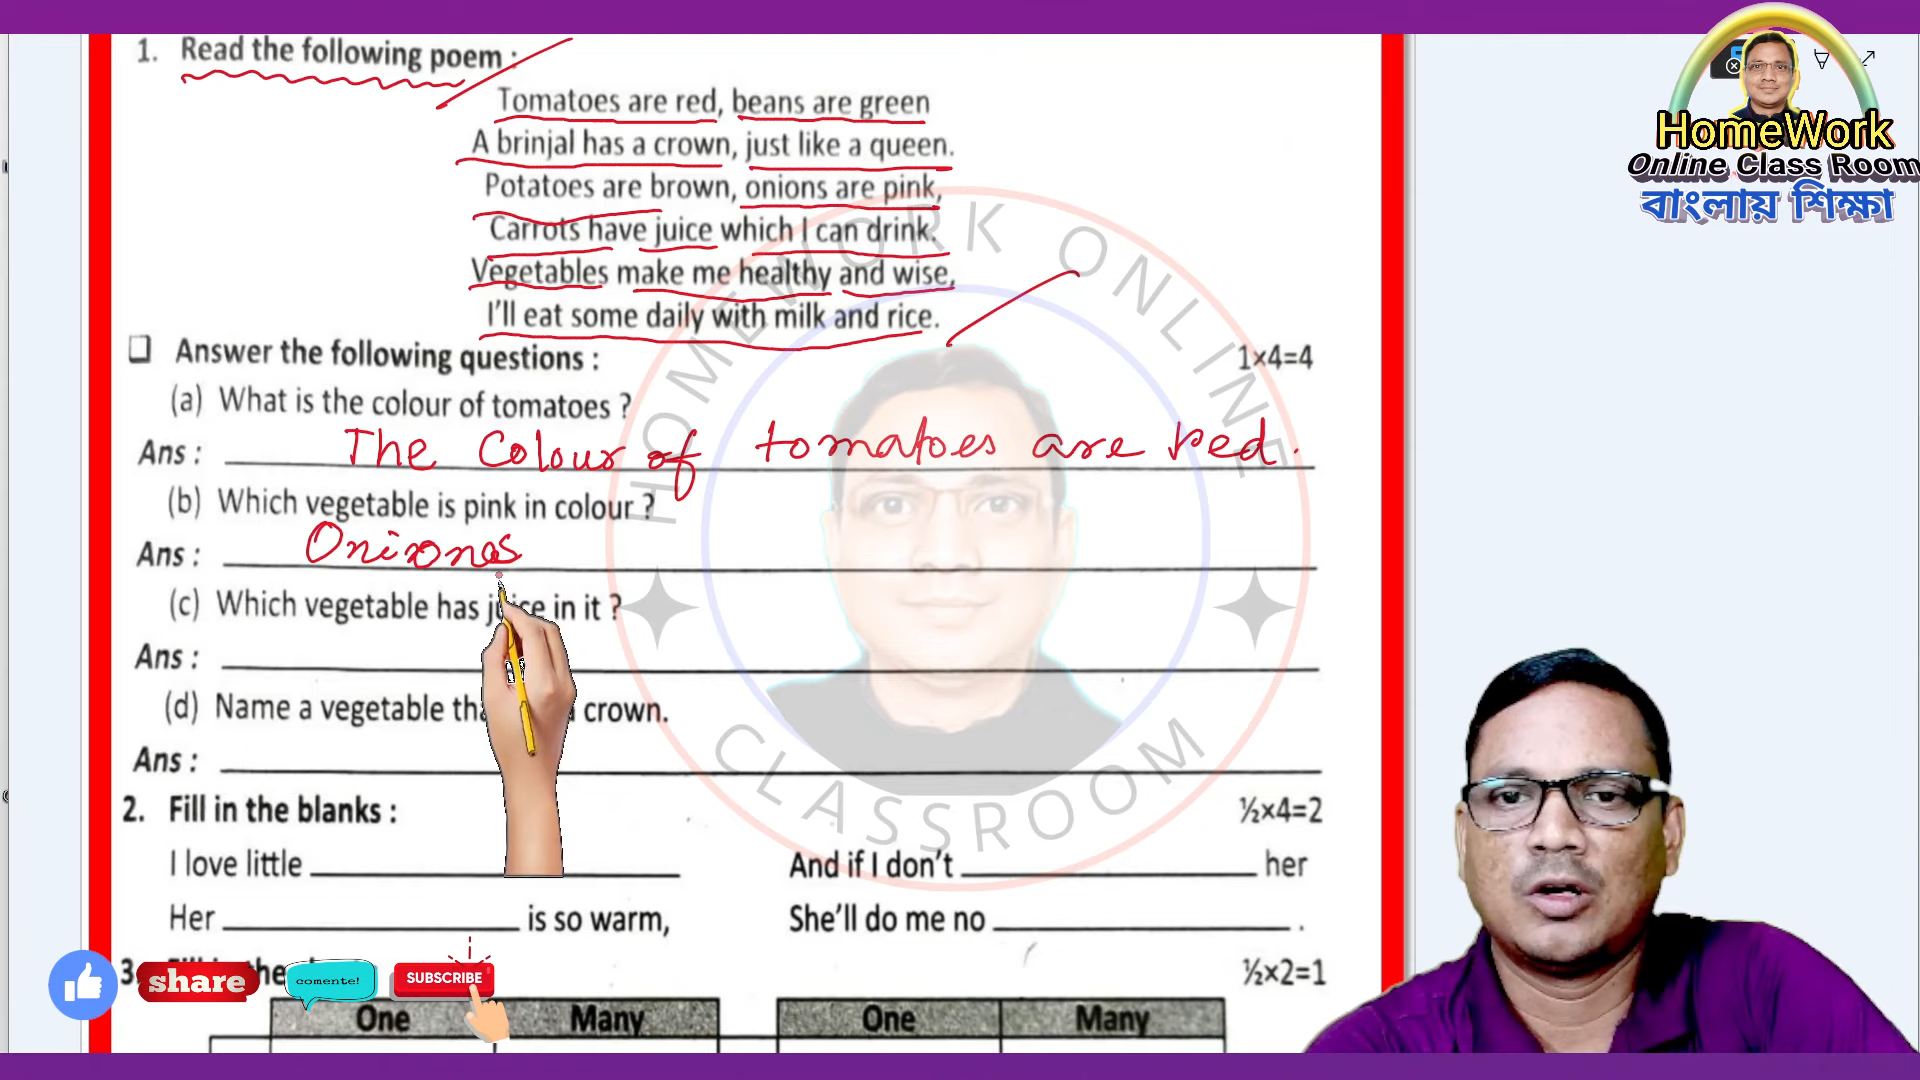 1. Read the following poem :
Tomatoes are red, beans are green
A brinjal has a crown, just like a queen.
Potatoes are brown, onions are pink,
Carrots have juice which I can drink.
Vegetables make me healthy and wise,
I'll eat some daily with milk and rice.
❑ Answer the following questions : 1×4=4
(a) What is the colour of tomatoes ?
Ans : The Colour of tomatoes are red.
(b) Which vegetable is pink in colour ?
Ans :
(c) Which vegetable has juice in it ?
Ans :
(d) Name a vegetable crown.
Ans :
2. Fill in the blanks : ½×4=2
I love little ________ And if I don't ________ her
Her ________ is so warm, She'll do me no ________ .
3. ½×2=1
One Many One Many
HomeWork
Online Class Room
বাংলায় শিক্ষা
HOMEWORK ONLINE
CLASSROOM
share
comente!
SUBSCRIBE